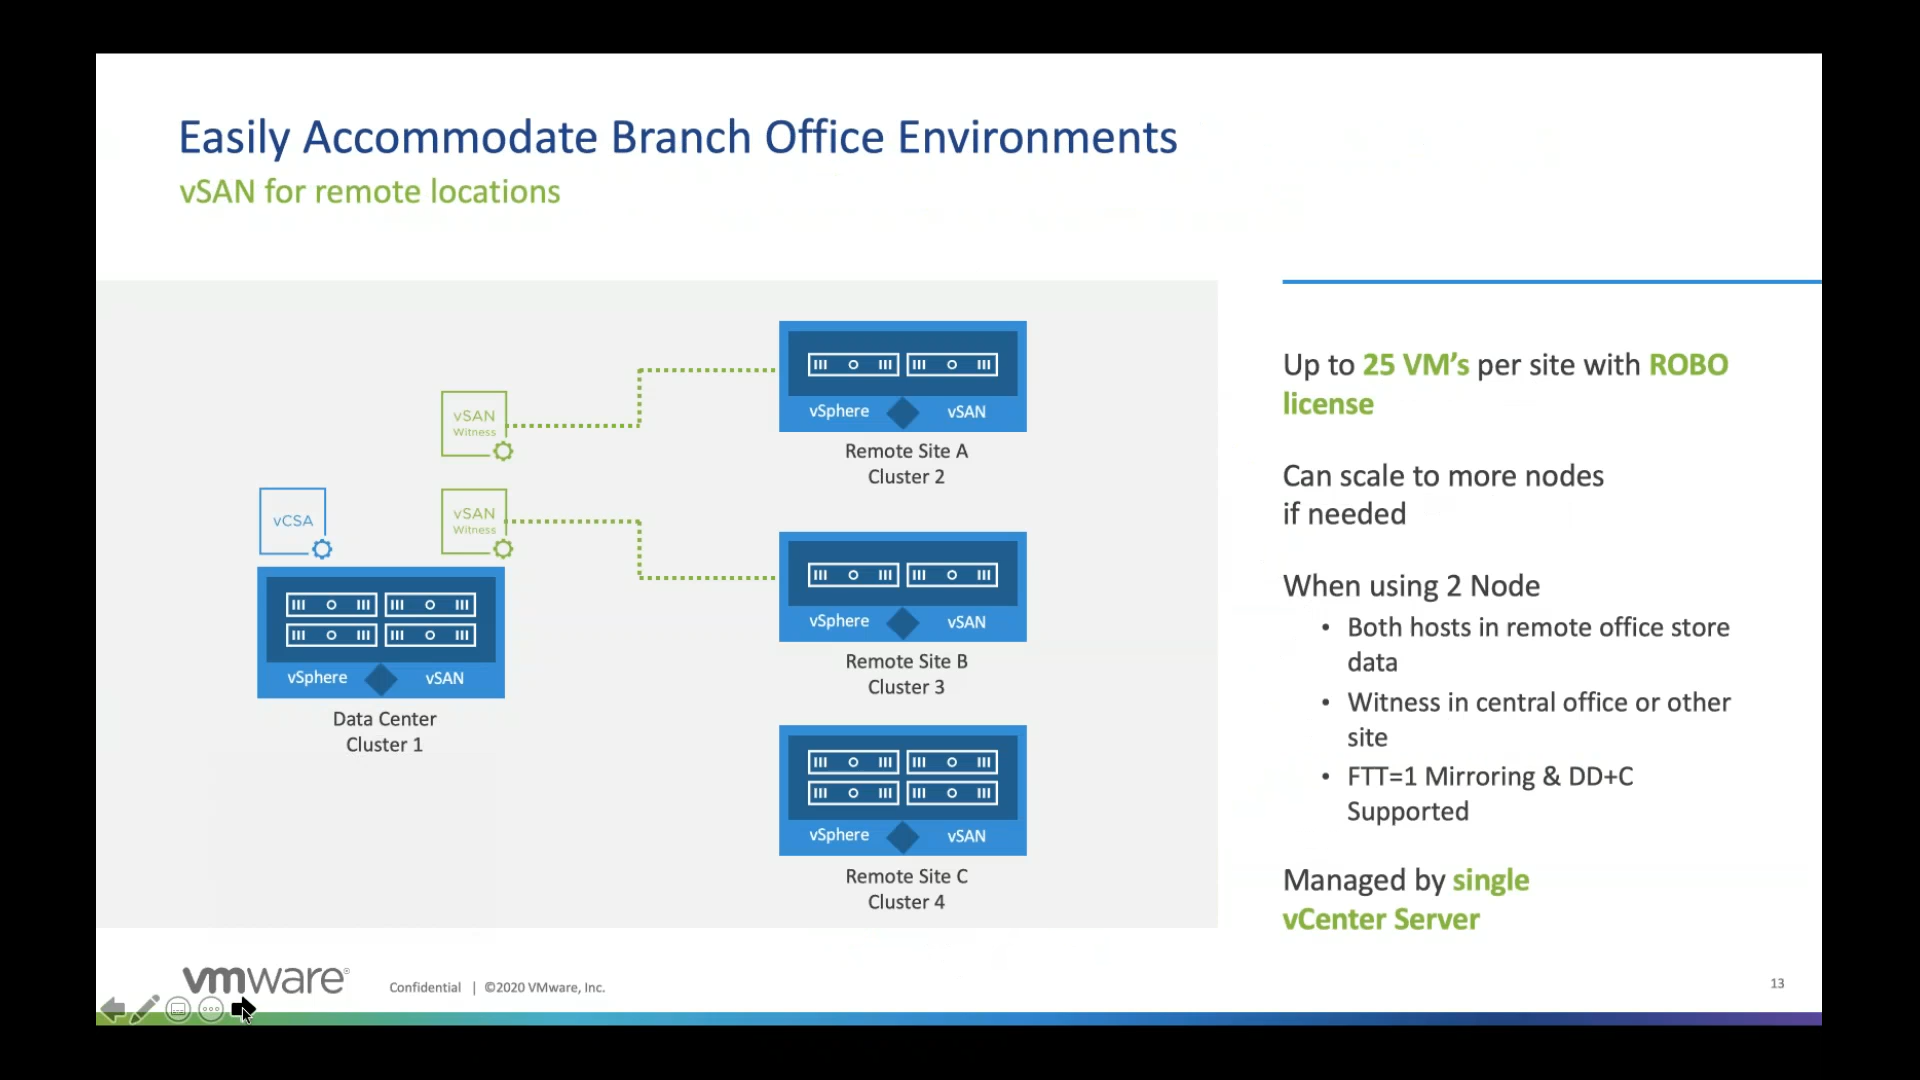 Easily Accommodate Branch Office Environments
vSAN for remote locations
vSAN
Witness
vCSA
vSAN
Witness
vSphere
vSAN
Data Center
Cluster 1
vSphere
vSAN
Remote Site A
Cluster 2
vSphere
vSAN
Remote Site B
Cluster 3
vSphere
vSAN
Remote Site C
Cluster 4
Up to 25 VM’s per site with ROBO
license
Can scale to more nodes
if needed
When using 2 Node
• Both hosts in remote office store
data
• Witness in central office or other
site
• FTT=1 Mirroring & DD+C
Supported
Managed by single
vCenter Server
vmware®
Confidential | ©2020 VMware, Inc.
13